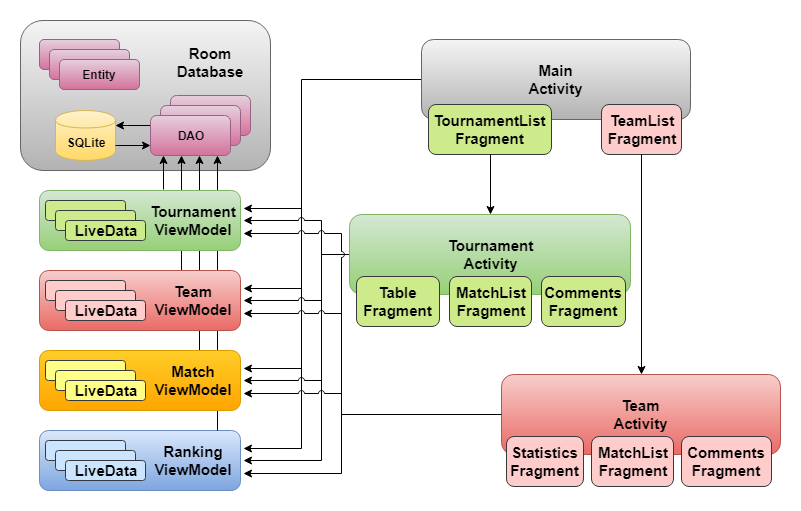 Room
Database
Entity
SQLite
DAO
Main
Activity
TournamentList
Fragment
TeamList
Fragment
LiveData
Tournament
ViewModel
Tournament
Activity
Table
Fragment
MatchList
Fragment
Comments
Fragment
LiveData
Team
ViewModel
LiveData
Match
ViewModel
Team
Activity
Statistics
Fragment
MatchList
Fragment
Comments
Fragment
LiveData
Ranking
ViewModel